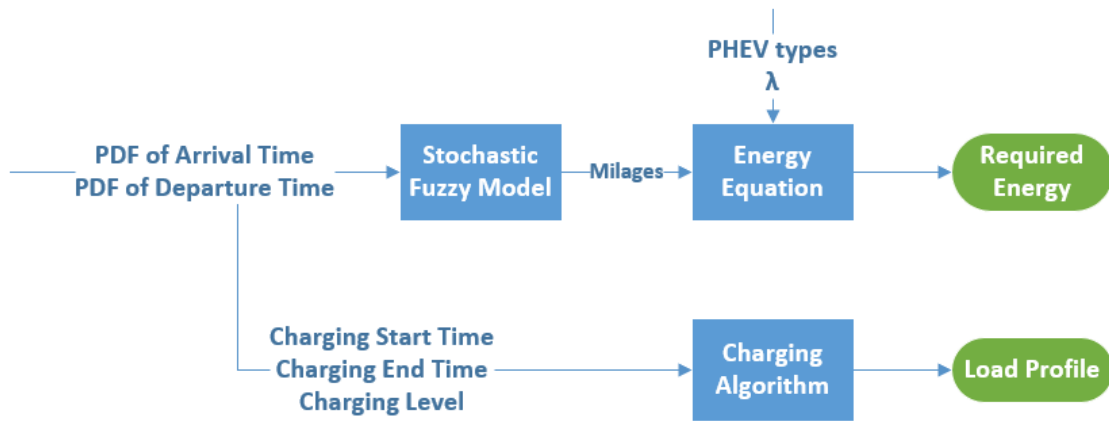 PHEV types
λ
PDF of Arrival Time
PDF of Departure Time
Stochastic
Fuzzy Model
Milages
Energy
Equation
Required
Energy
Charging Start Time
Charging End Time
Charging Level
Charging
Algorithm
Load Profile